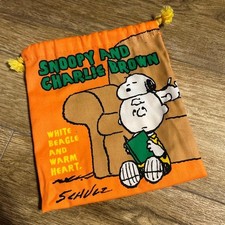 SNOOPY AND
CHARLIE BROWN
WHITE
BEAGLE
AND
WARM
HEART.
SCHULZ